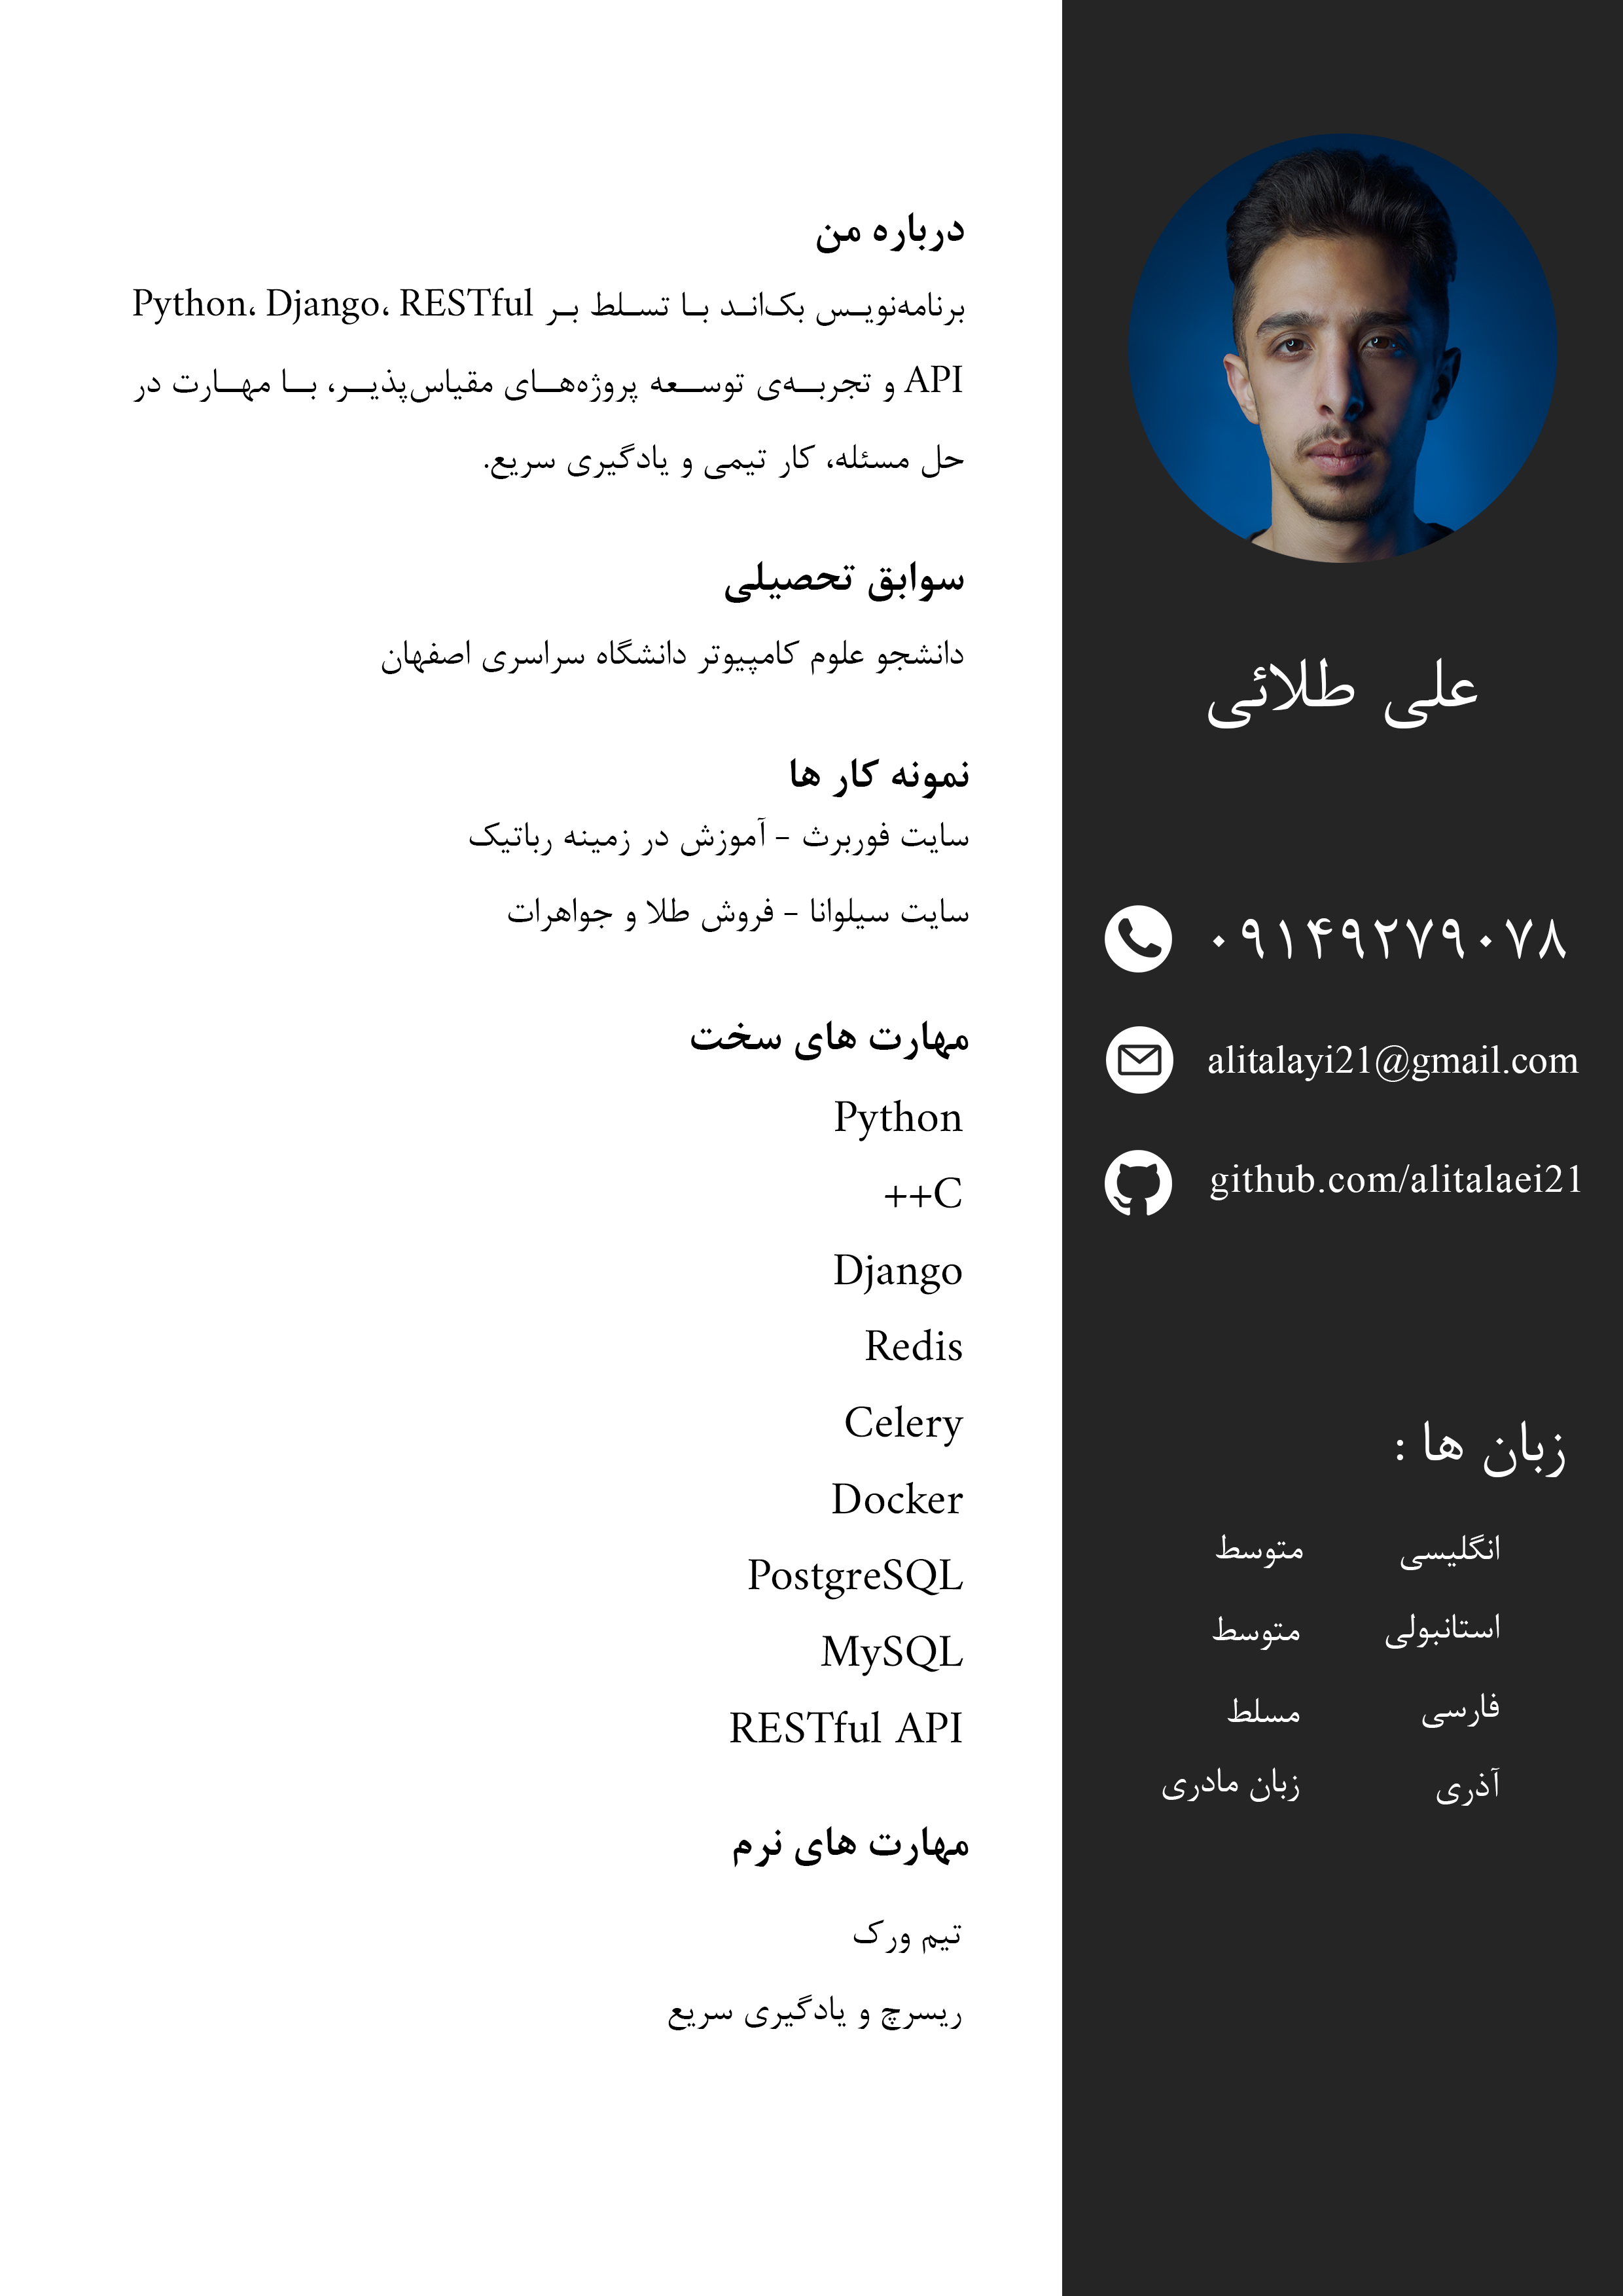 علی طلائی
۰۹۱۴۹۲۷۹۰۷۸
alitalayi21@gmail.com
github.com/alitalaei21
زبان ها :
انگلیسی متوسط
استانبولی متوسط
فارسی مسلط
آذری زبان مادری
درباره من
برنامه‌نویس بک‌اند با تسلط بر Python، Django، RESTful
API و تجربه‌ی توسعه پروژه‌های مقیاس‌پذیر، با مهارت در
حل مسئله، کار تیمی و یادگیری سریع.
سوابق تحصیلی
دانشجو علوم کامپیوتر دانشگاه سراسری اصفهان
نمونه کار ها
سایت فوربرث - آموزش در زمینه رباتیک
سایت سیلوانا - فروش طلا و جواهرات
مهارت های سخت
Python
++C
Django
Redis
Celery
Docker
PostgreSQL
MySQL
RESTful API
مهارت های نرم
تیم ورک
ریسرچ و یادگیری سریع